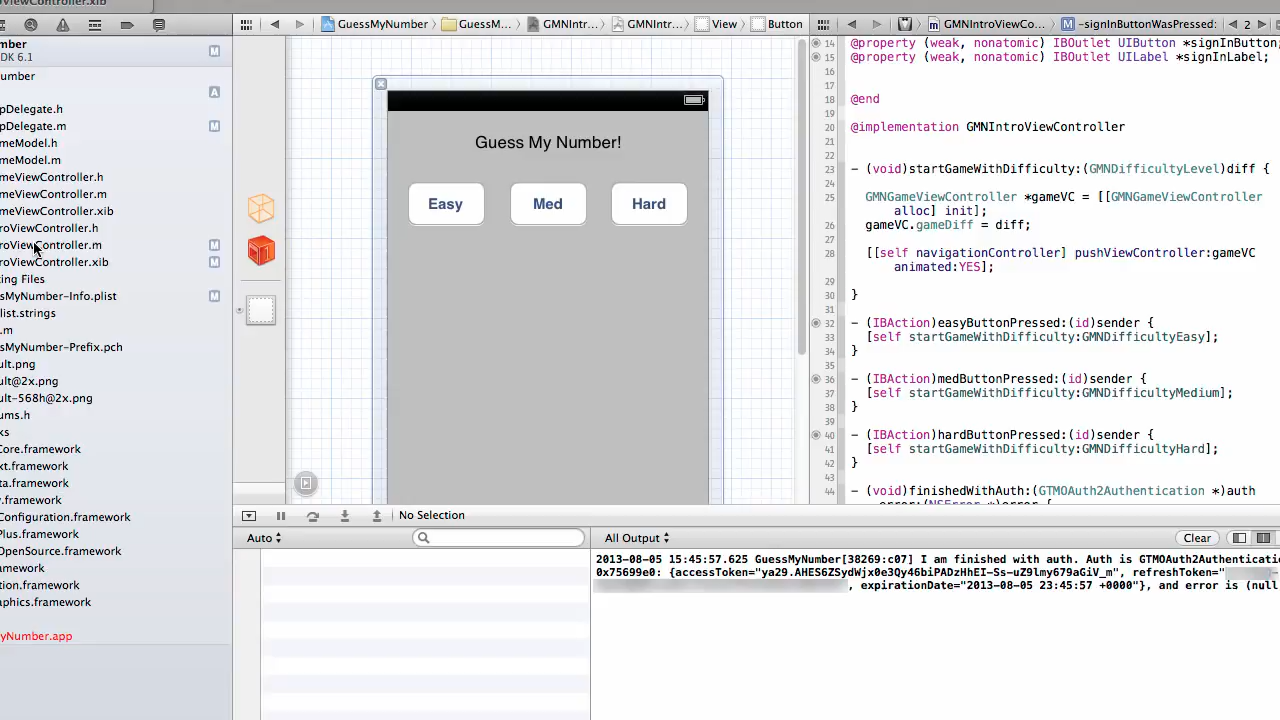 roViewController.xib
GuessMyNumber
GuessM...
GMNIntr...
GMNIntr...
View
Button
GMNIntroViewCo...
-signInButtonWasPressed:
2
mber
DK 6.1
M
umber
A
pDelegate.h
pDelegate.m
M
meModel.h
meModel.m
meViewController.h
meViewController.m
meViewController.xib
roViewController.h
roViewController.m
M
roViewController.xib
M
ing Files
sMyNumber-Info.plist
M
list.strings
.m
sMyNumber-Prefix.pch
ult.png
ult@2x.png
ult-568h@2x.png
ums.h
ks
Core.framework
xt.framework
ta.framework
y.framework
Configuration.framework
Plus.framework
OpenSource.framework
framework
tion.framework
aphics.framework
yNumber.app
Guess My Number!
Easy
Med
Hard
14 @property (weak, nonatomic) IBOutlet UIButton *signInButton;
15 @property (weak, nonatomic) IBOutlet UILabel *signInLabel;
16
17
18 @end
19
20 @implementation GMNIntroViewController
21
22
23 - (void)startGameWithDifficulty:(GMNDifficultyLevel)diff {
24
25 GMNGameViewController *gameVC = [[GMNGameViewController
alloc] init];
26 gameVC.gameDiff = diff;
27
28 [[self navigationController] pushViewController:gameVC
animated:YES];
29
30 }
31
32 - (IBAction)easyButtonPressed:(id)sender {
33 [self startGameWithDifficulty:GMNDifficultyEasy];
34 }
35
36 - (IBAction)medButtonPressed:(id)sender {
37 [self startGameWithDifficulty:GMNDifficultyMedium];
38 }
39
40 - (IBAction)hardButtonPressed:(id)sender {
41 [self startGameWithDifficulty:GMNDifficultyHard];
42 }
43
44 - (void)finishedWithAuth:(GTMOAuth2Authentication *)auth
error:(NSError *)error {
No Selection
Auto
All Output
Clear
2013-08-05 15:45:57.625 GuessMyNumber[38269:c07] I am finished with auth. Auth is GTMOAuth2Authenticati
0x75699e0: {accessToken="ya29.AHES6ZSydWjx0e3Qy46biPADzHhEI-Ss-uZ9lmy679aGiV_m", refreshToken="
, expirationDate="2013-08-05 23:45:57 +0000"}, and error is (null